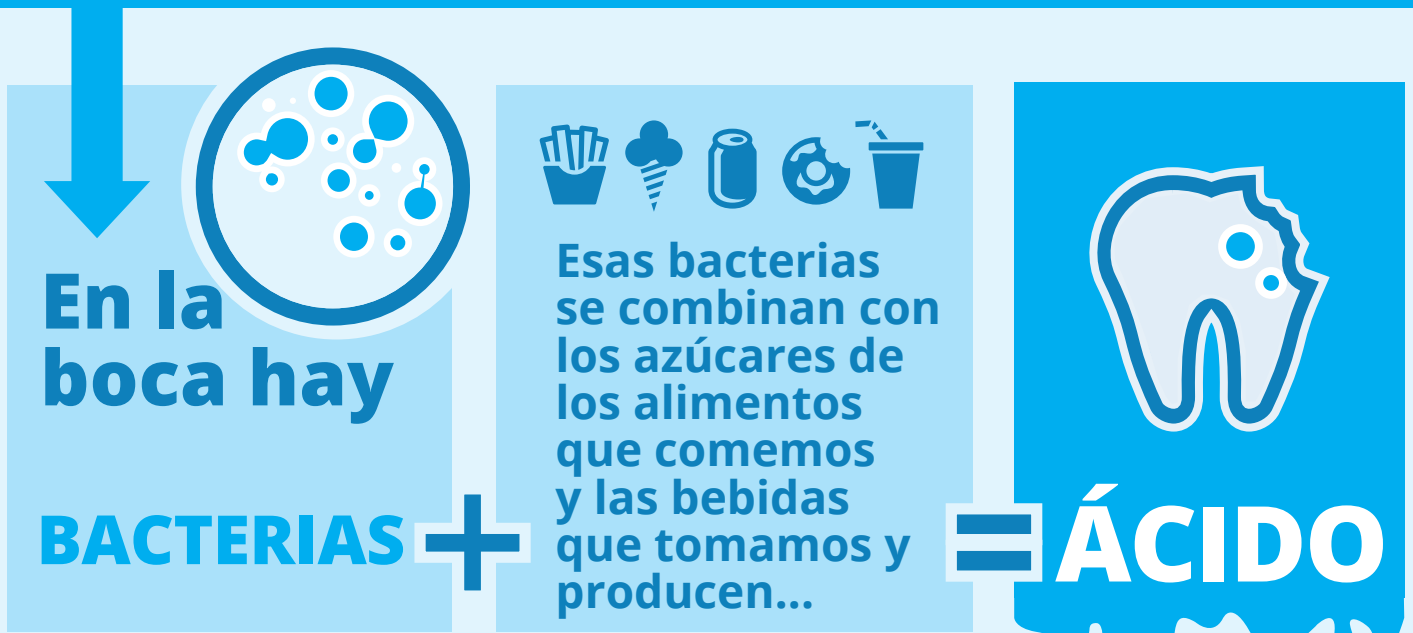 En la
boca hay
BACTERIAS
+
Esas bacterias
se combinan con
los azúcares de
los alimentos
que comemos
y las bebidas
que tomamos y
producen...
=
ÁCIDO